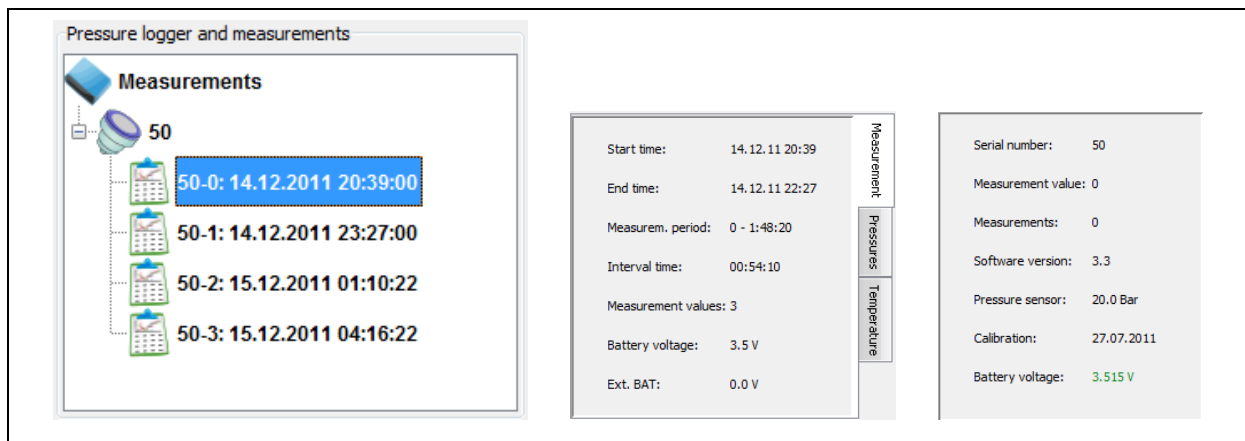 Pressure logger and measurements
Measurements
50
50-0: 14.12.2011 20:39:00
50-1: 14.12.2011 23:27:00
50-2: 15.12.2011 01:10:22
50-3: 15.12.2011 04:16:22
Start time: 14.12.11 20:39
End time: 14.12.11 22:27
Measurem. period: 0 - 1:48:20
Interval time: 00:54:10
Measurement values: 3
Battery voltage: 3.5 V
Ext. BAT: 0.0 V
Measurement
Pressures
Temperature
Serial number: 50
Measurement value: 0
Measurements: 0
Software version: 3.3
Pressure sensor: 20.0 Bar
Calibration: 27.07.2011
Battery voltage: 3.515 V